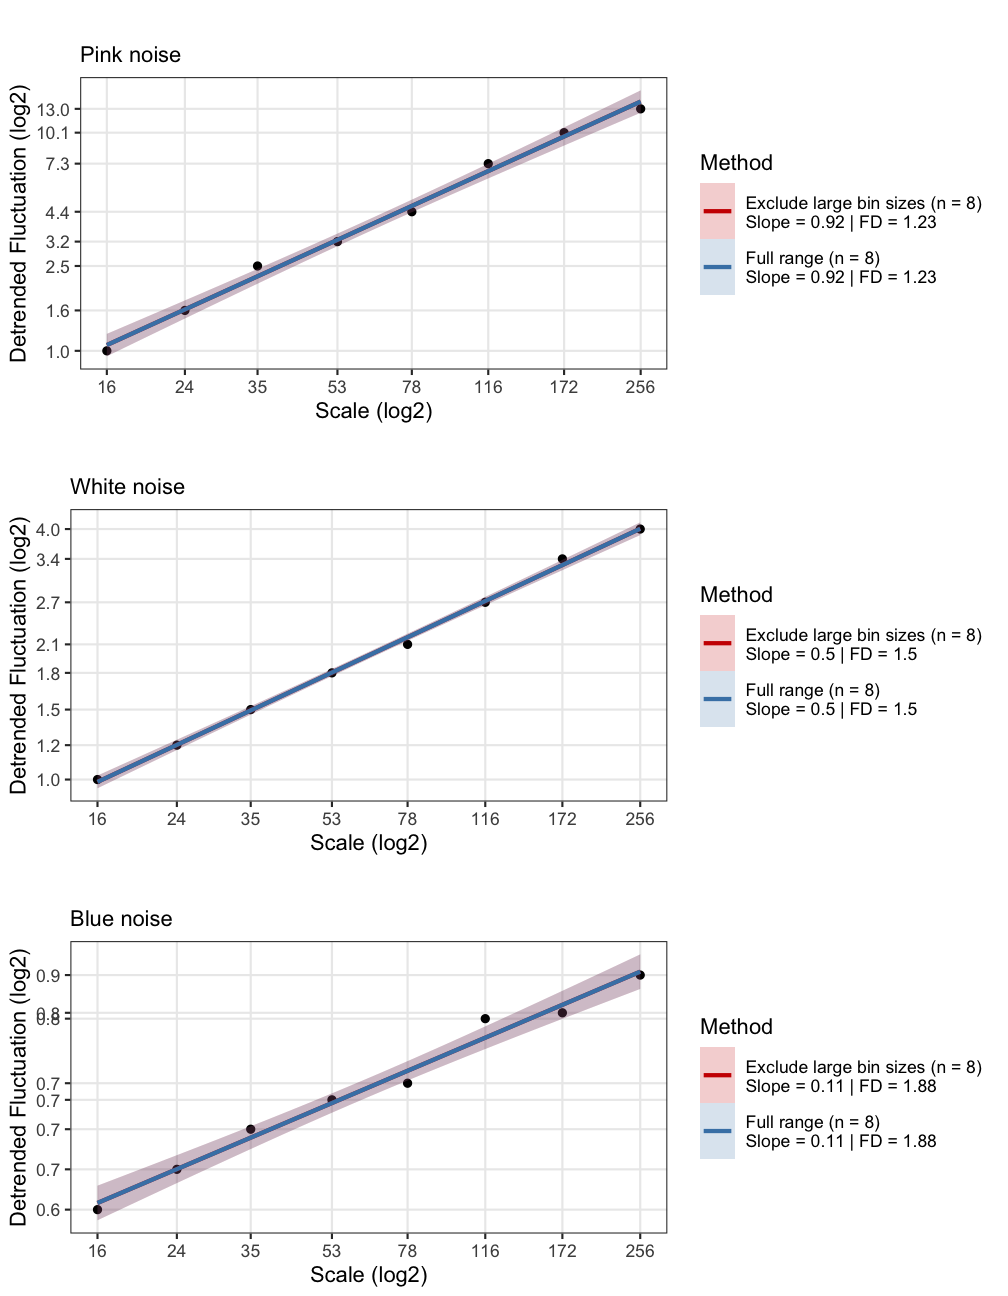 Pink noise
Detrended Fluctuation (log2)
13.0
10.1
7.3
4.4
3.2
2.5
1.6
1.0
16 24 35 53 78 116 172 256
Scale (log2)
Method
Exclude large bin sizes (n = 8)
Slope = 0.92 | FD = 1.23
Full range (n = 8)
Slope = 0.92 | FD = 1.23
White noise
Detrended Fluctuation (log2)
4.0
3.4
2.7
2.1
1.8
1.5
1.2
1.0
16 24 35 53 78 116 172 256
Scale (log2)
Method
Exclude large bin sizes (n = 8)
Slope = 0.5 | FD = 1.5
Full range (n = 8)
Slope = 0.5 | FD = 1.5
Blue noise
Detrended Fluctuation (log2)
0.9
0.8
0.7
0.7
0.7
0.7
0.6
16 24 35 53 78 116 172 256
Scale (log2)
Method
Exclude large bin sizes (n = 8)
Slope = 0.11 | FD = 1.88
Full range (n = 8)
Slope = 0.11 | FD = 1.88